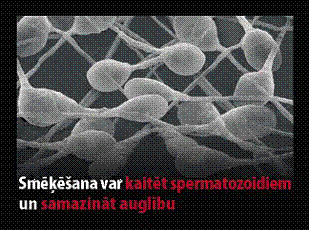 Smēķēšana var kaitēt spermatozoīdiem
un samazināt auglību